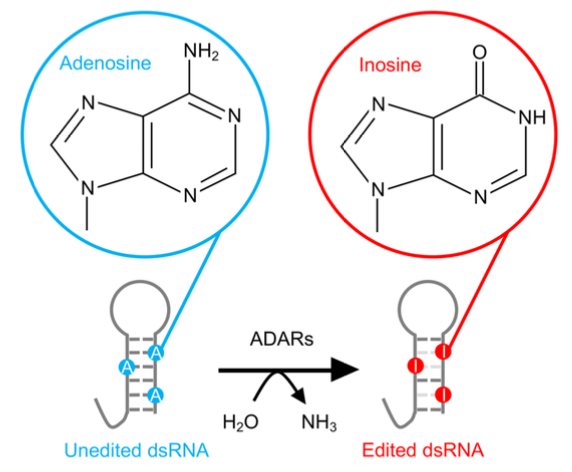 Adenosine
NH2
N
N
N
N
Inosine
O
N
NH
N
N
A
A
A
ADARs
H2O
NH3
I
I
I
Unedited dsRNA
Edited dsRNA